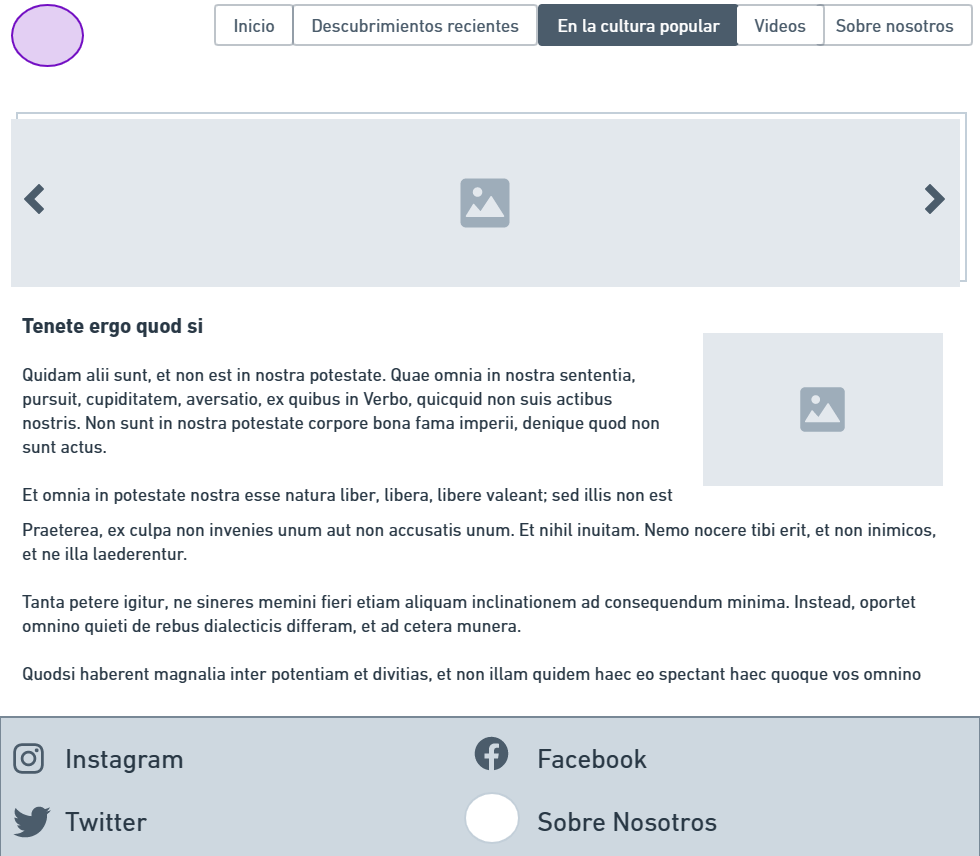 Inicio
Descubrimientos recientes
En la cultura popular
Videos
Sobre nosotros
Tenete ergo quod si
Quidam alii sunt, et non est in nostra potestate. Quae omnia in nostra sententia,
pursuit, cupiditatem, aversatio, ex quibus in Verbo, quicquid non suis actibus
nostris. Non sunt in nostra potestate corpore bona fama imperii, denique quod non
sunt actus.
Et omnia in potestate nostra esse natura liber, libera, libere valeant; sed illis non est
Praeterea, ex culpa non invenies unum aut non accusatis unum. Et nihil inuitam. Nemo nocere tibi erit, et non inimicos,
et ne illa laederentur.
Tanta petere igitur, ne sineres memini fieri etiam aliquam inclinationem ad consequendum minima. Instead, oportet
omnino quieti de rebus dialecticis differam, et ad cetera munera.
Quodsi haberent magnalia inter potentiam et divitias, et non illam quidem haec eo spectant haec quoque vos omnino
Instagram
Facebook
Twitter
Sobre Nosotros